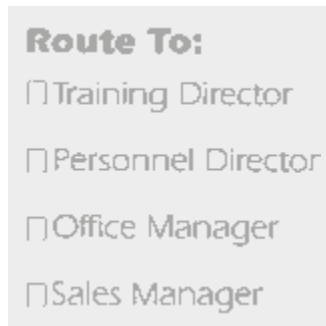 Route To:
Training Director
Personnel Director
Office Manager
Sales Manager